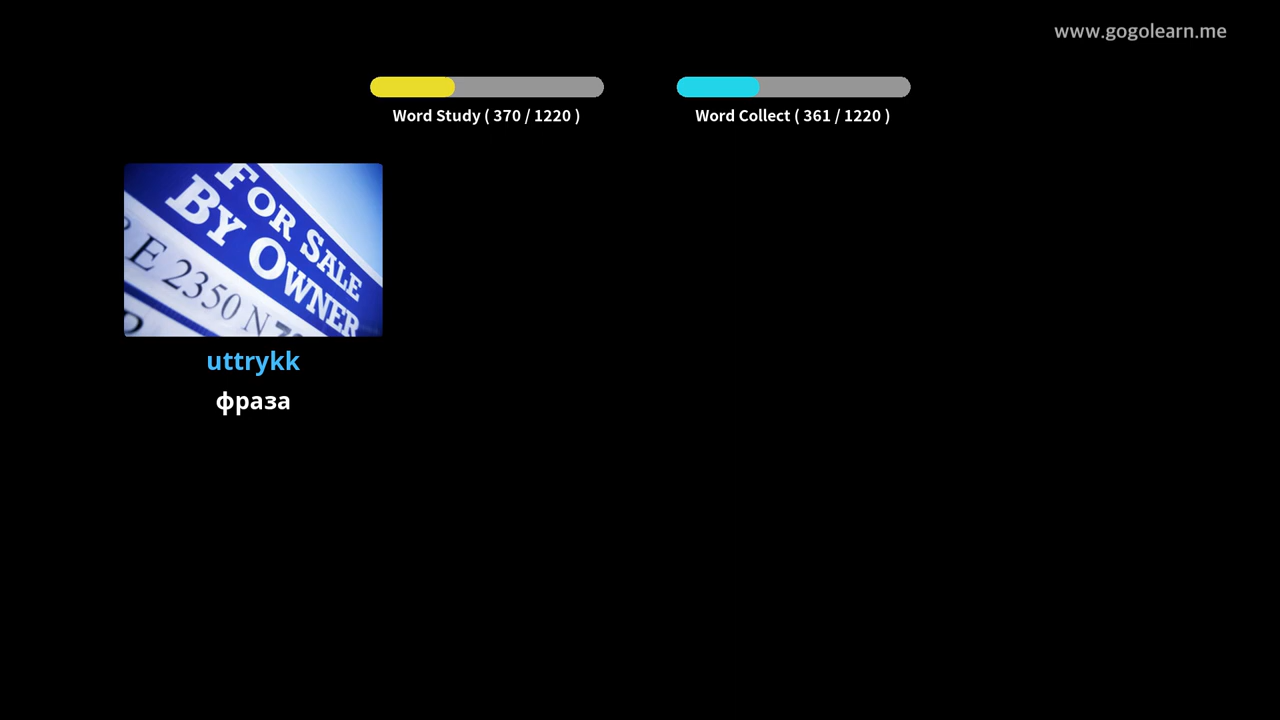 www.gogolearn.me
Word Study ( 370 / 1220 )
Word Collect ( 361 / 1220 )
FOR SALE
BY OWNER
E 2350 N
uttrykk
фраза